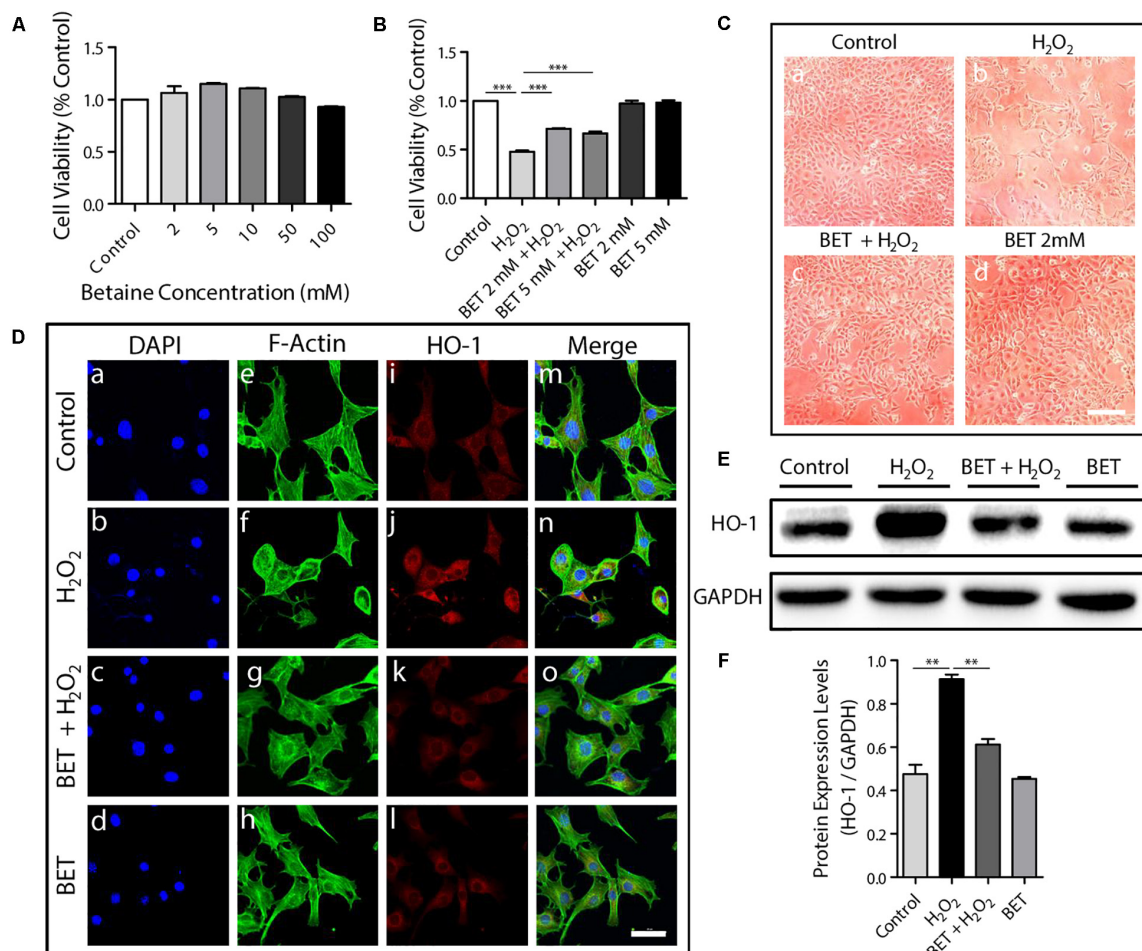 A
Cell Viability (% Control)
1.5
1.0
0.5
0.0
Control
2
5
10
50
100
Betaine Concentration (mM)
B
Cell Viability (% Control)
1.5
1.0
0.5
0.0
***
***
***
Control
H₂O₂
BET 2 mM + H₂O₂
BET 5 mM + H₂O₂
BET 2 mM
BET 5 mM
C
Control
H₂O₂
a
b
BET + H₂O₂
BET 2mM
c
d
D
DAPI
F-Actin
HO-1
Merge
Control
a
e
i
m
H₂O₂
b
f
j
n
BET + H₂O₂
c
g
k
o
BET
d
h
l
E
Control
H₂O₂
BET + H₂O₂
BET
HO-1
GAPDH
F
Protein Expression Levels
(HO-1 / GAPDH)
1.0
0.8
0.6
0.4
0.2
0.0
**
**
Control
H₂O₂
BET + H₂O₂
BET